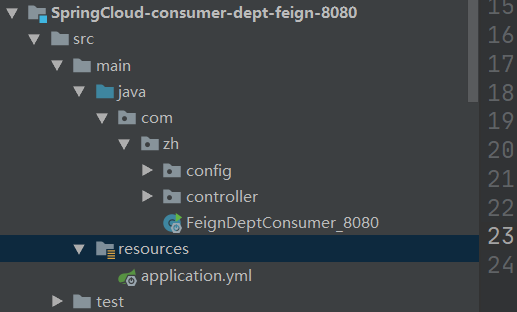 SpringCloud-consumer-dept-feign-8080
src
main
java
com
zh
config
controller
FeignDeptConsumer_8080
resources
application.yml
test
15
16
17
18
19
20
21
22
23
24